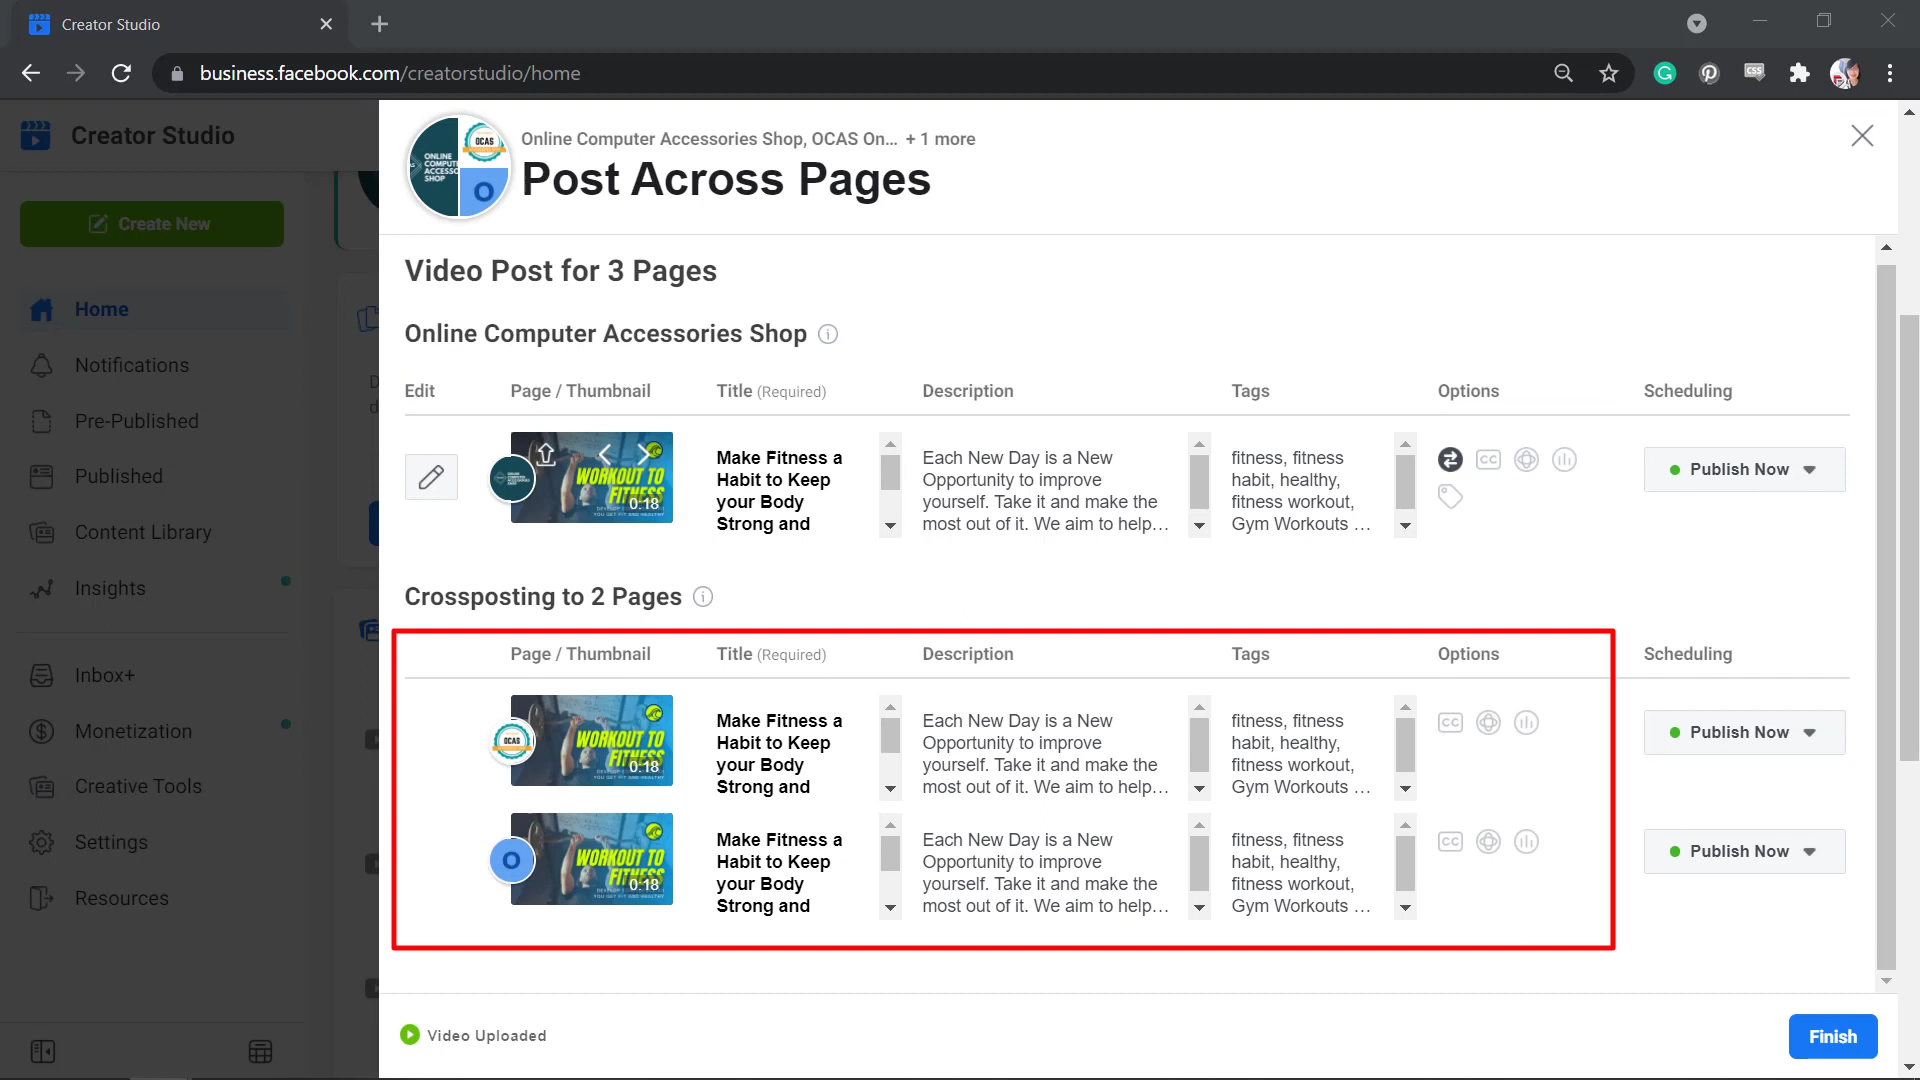 Creator Studio
business.facebook.com/creatorstudio/home
Creator Studio
Create New
Home
Notifications
Pre-Published
Published
Content Library
Insights
Inbox+
Monetization
Creative Tools
Settings
Resources
ONLINE
OCAS
O
Online Computer Accessories Shop, OCAS On... + 1 more
Post Across Pages
Video Post for 3 Pages
Online Computer Accessories Shop
Edit Page / Thumbnail Title (Required) Description Tags Options Scheduling
WORKOUT TO
FITNESS
0:18
Make Fitness a
Habit to Keep
your Body
Strong and
Each New Day is a New
Opportunity to improve
yourself. Take it and make the
most out of it. We aim to help...
fitness, fitness
habit, healthy,
fitness workout,
Gym Workouts ...
CC
Publish Now
Crossposting to 2 Pages
Page / Thumbnail Title (Required) Description Tags Options Scheduling
OCAS
WORKOUT TO
FITNESS
0:18
Make Fitness a
Habit to Keep
your Body
Strong and
Each New Day is a New
Opportunity to improve
yourself. Take it and make the
most out of it. We aim to help...
fitness, fitness
habit, healthy,
fitness workout,
Gym Workouts ...
CC
Publish Now
O
WORKOUT TO
FITNESS
0:18
Make Fitness a
Habit to Keep
your Body
Strong and
Each New Day is a New
Opportunity to improve
yourself. Take it and make the
most out of it. We aim to help...
fitness, fitness
habit, healthy,
fitness workout,
Gym Workouts ...
CC
Publish Now
Video Uploaded
Finish